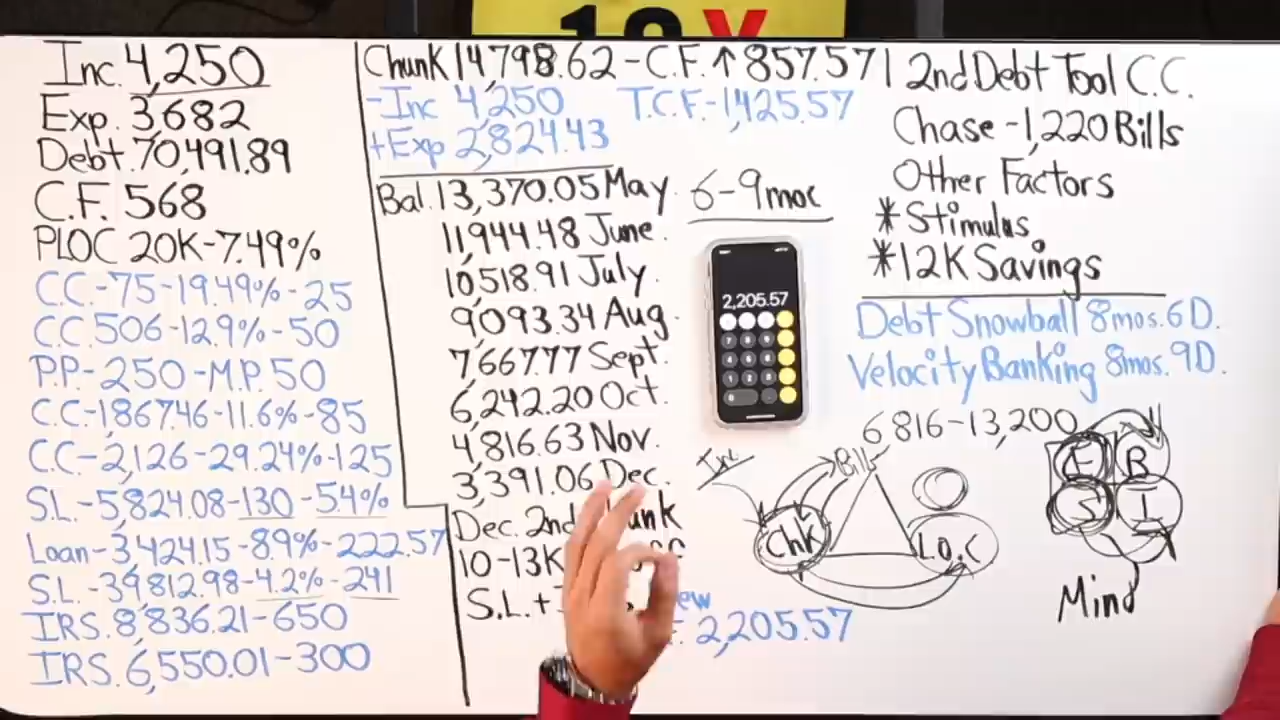 Inc. 4,250
Exp. 3,682
Debt. 70,491.89
C.F. 568
PLOC 20K-7.49%
C.C.-75-19.49%-25
CC. 506-12.9%-50
P.P.-250-M.P. 50
C.C-1,867.46-11.6%-85
C.C-2,126-29.24%-125
S.L-5,824.08-130-5.4%
Loan-3,424.15-8.9%-222.57
S.L.-39,812.98-4.2%-241
IRS. 8,836.21-650
IRS. 6,550.01-300
Chunk 14,798.62-C.F.↑857.57
-Inc 4,250 T.C.F.-1,425.57
+Exp 2,824.43
Bal. 13,370.05 May.
11,944.48 June.
10,518.91 July.
9,093.34 Aug.
7,667.77 Sept.
6,242.20 Oct.
4,816.63 Nov.
3,391.06 Dec.
Dec. 2nd
10-13K
S.L.+
2,205.57
6-9mo
2,205.57
2nd Debt Tool C.C.
Chase-1,220 Bills
Other Factors
*Stimulus
*12K Savings
Debt Snowball 8mos. 6D.
Velocity Banking 8mos. 9D.
6,816-13,200
Inc
Bills
Chk
L.O.C
E B
S I
Mind